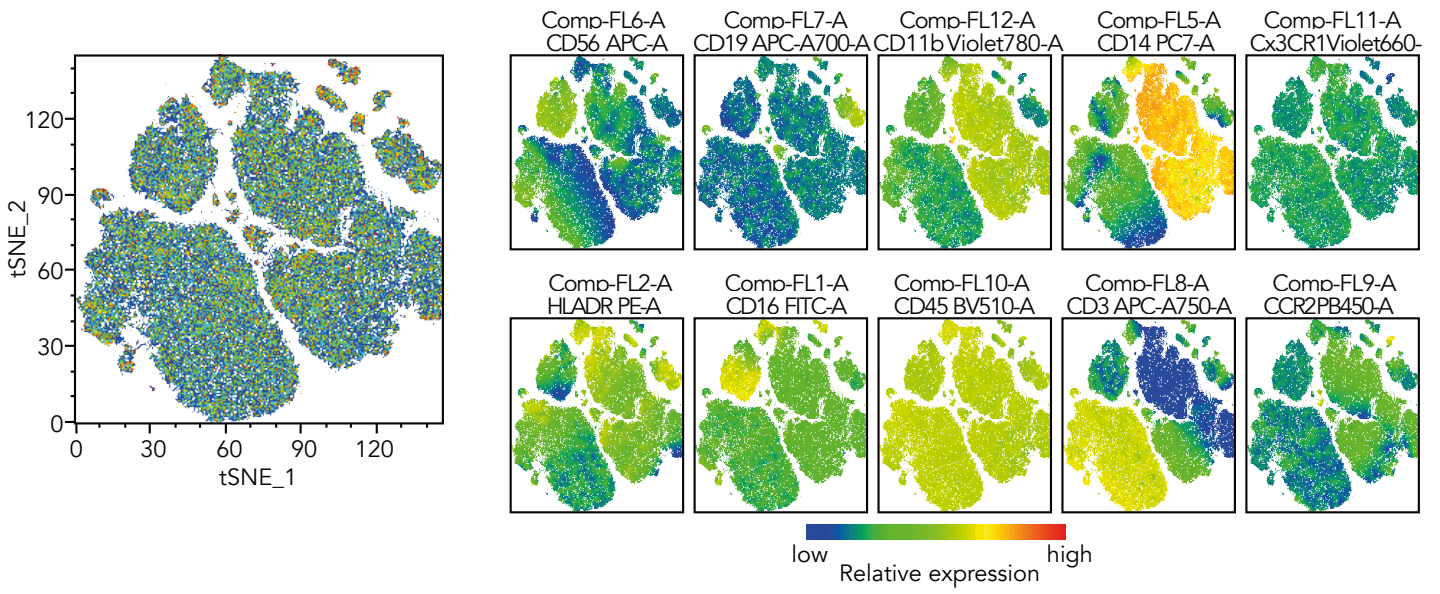 Comp-FL6-A
CD56 APC-A
Comp-FL7-A
CD19 APC-A700-A
Comp-FL12-A
CD11b Violet780-A
Comp-FL5-A
CD14 PC7-A
Comp-FL11-A
Cx3CR1Violet660-
tSNE_2
120
90
60
30
0
0
30
60
90
120
tSNE_1
Comp-FL2-A
HLADR PE-A
Comp-FL1-A
CD16 FITC-A
Comp-FL10-A
CD45 BV510-A
Comp-FL8-A
CD3 APC-A750-A
Comp-FL9-A
CCR2PB450-A
low
high
Relative expression